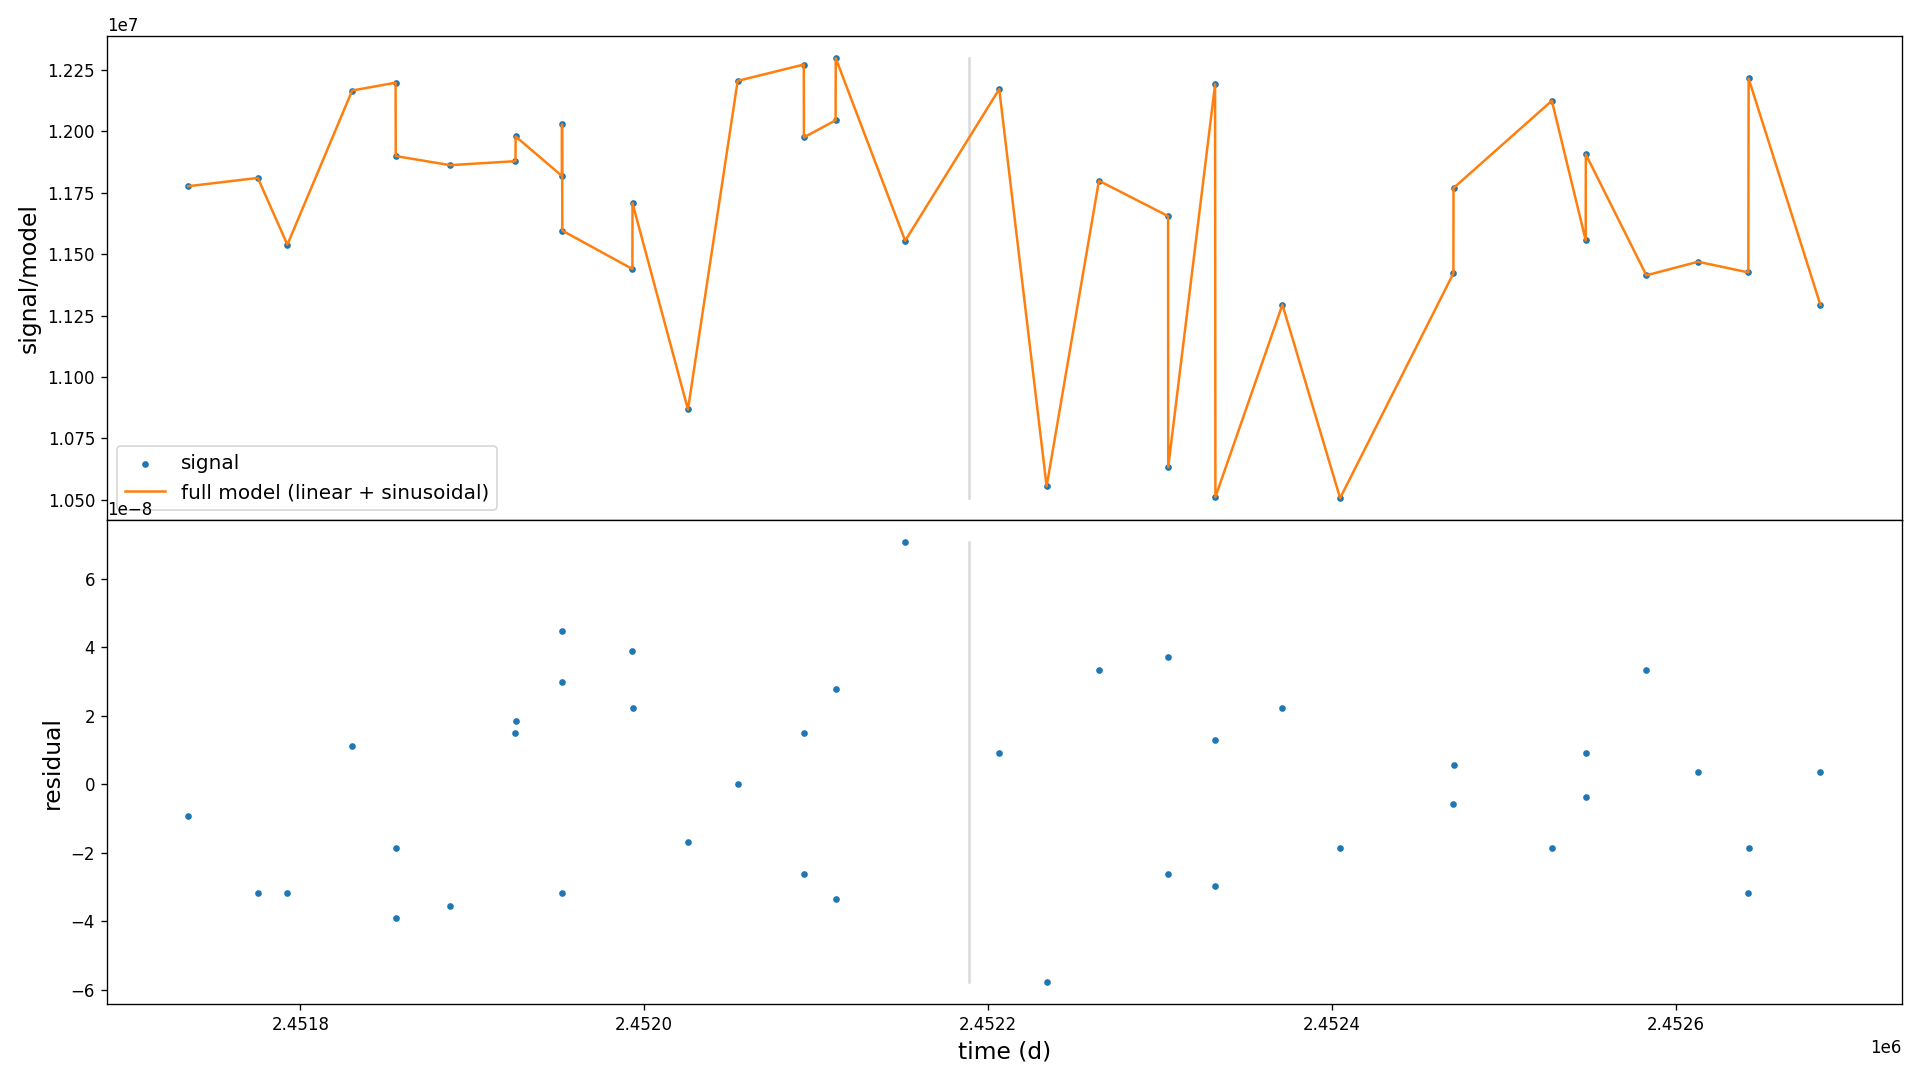 1e7
1.225
1.200
1.175
1.150
1.125
1.100
1.075
1.050
signal/model
signal
full model (linear + sinusoidal)
1e−8
6
4
2
0
−2
−4
−6
residual
2.4518
2.4520
2.4522
2.4524
2.4526
time (d)
1e6